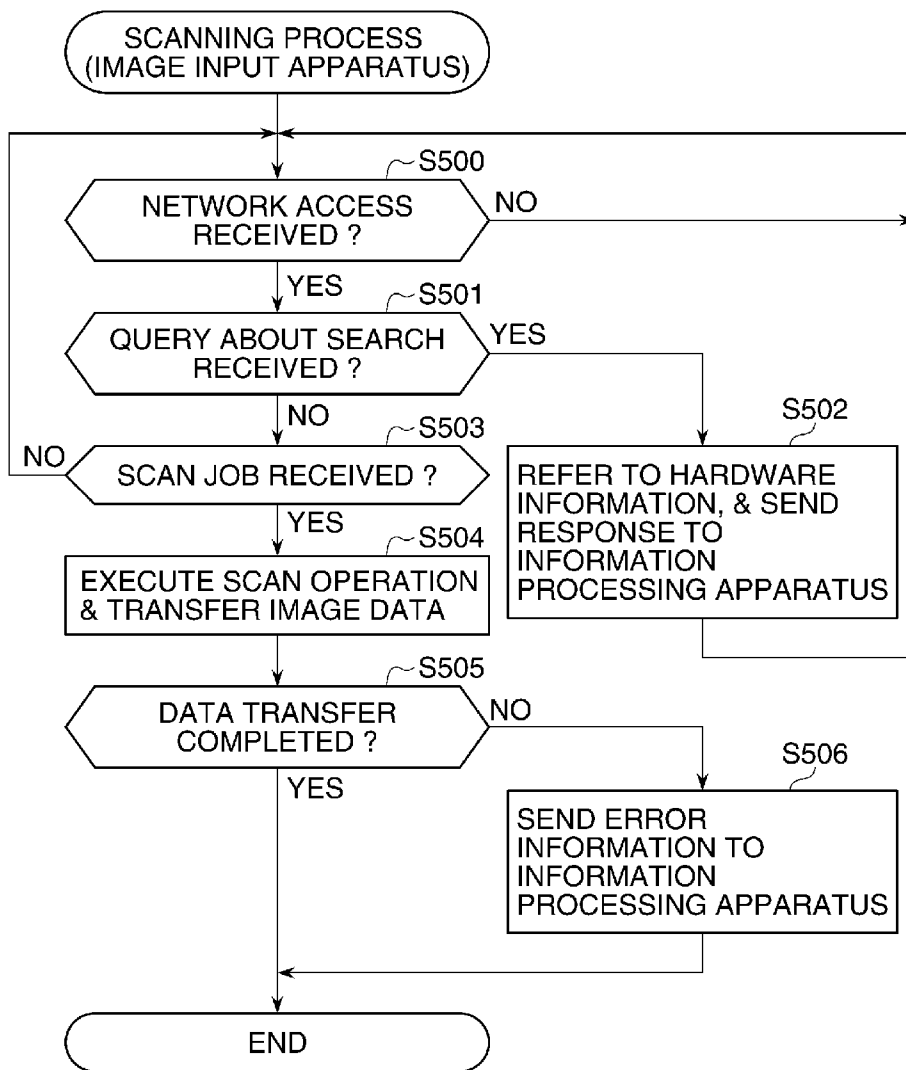 SCANNING PROCESS
(IMAGE INPUT APPARATUS)
S500
NETWORK ACCESS
RECEIVED ?
NO
YES
S501
QUERY ABOUT SEARCH
RECEIVED ?
YES
NO
S502
REFER TO HARDWARE
INFORMATION, & SEND
RESPONSE TO
INFORMATION
PROCESSING APPARATUS
S503
NO
SCAN JOB RECEIVED ?
YES
S504
EXECUTE SCAN OPERATION
& TRANSFER IMAGE DATA
S505
DATA TRANSFER
COMPLETED ?
NO
YES
S506
SEND ERROR
INFORMATION TO
INFORMATION
PROCESSING APPARATUS
END